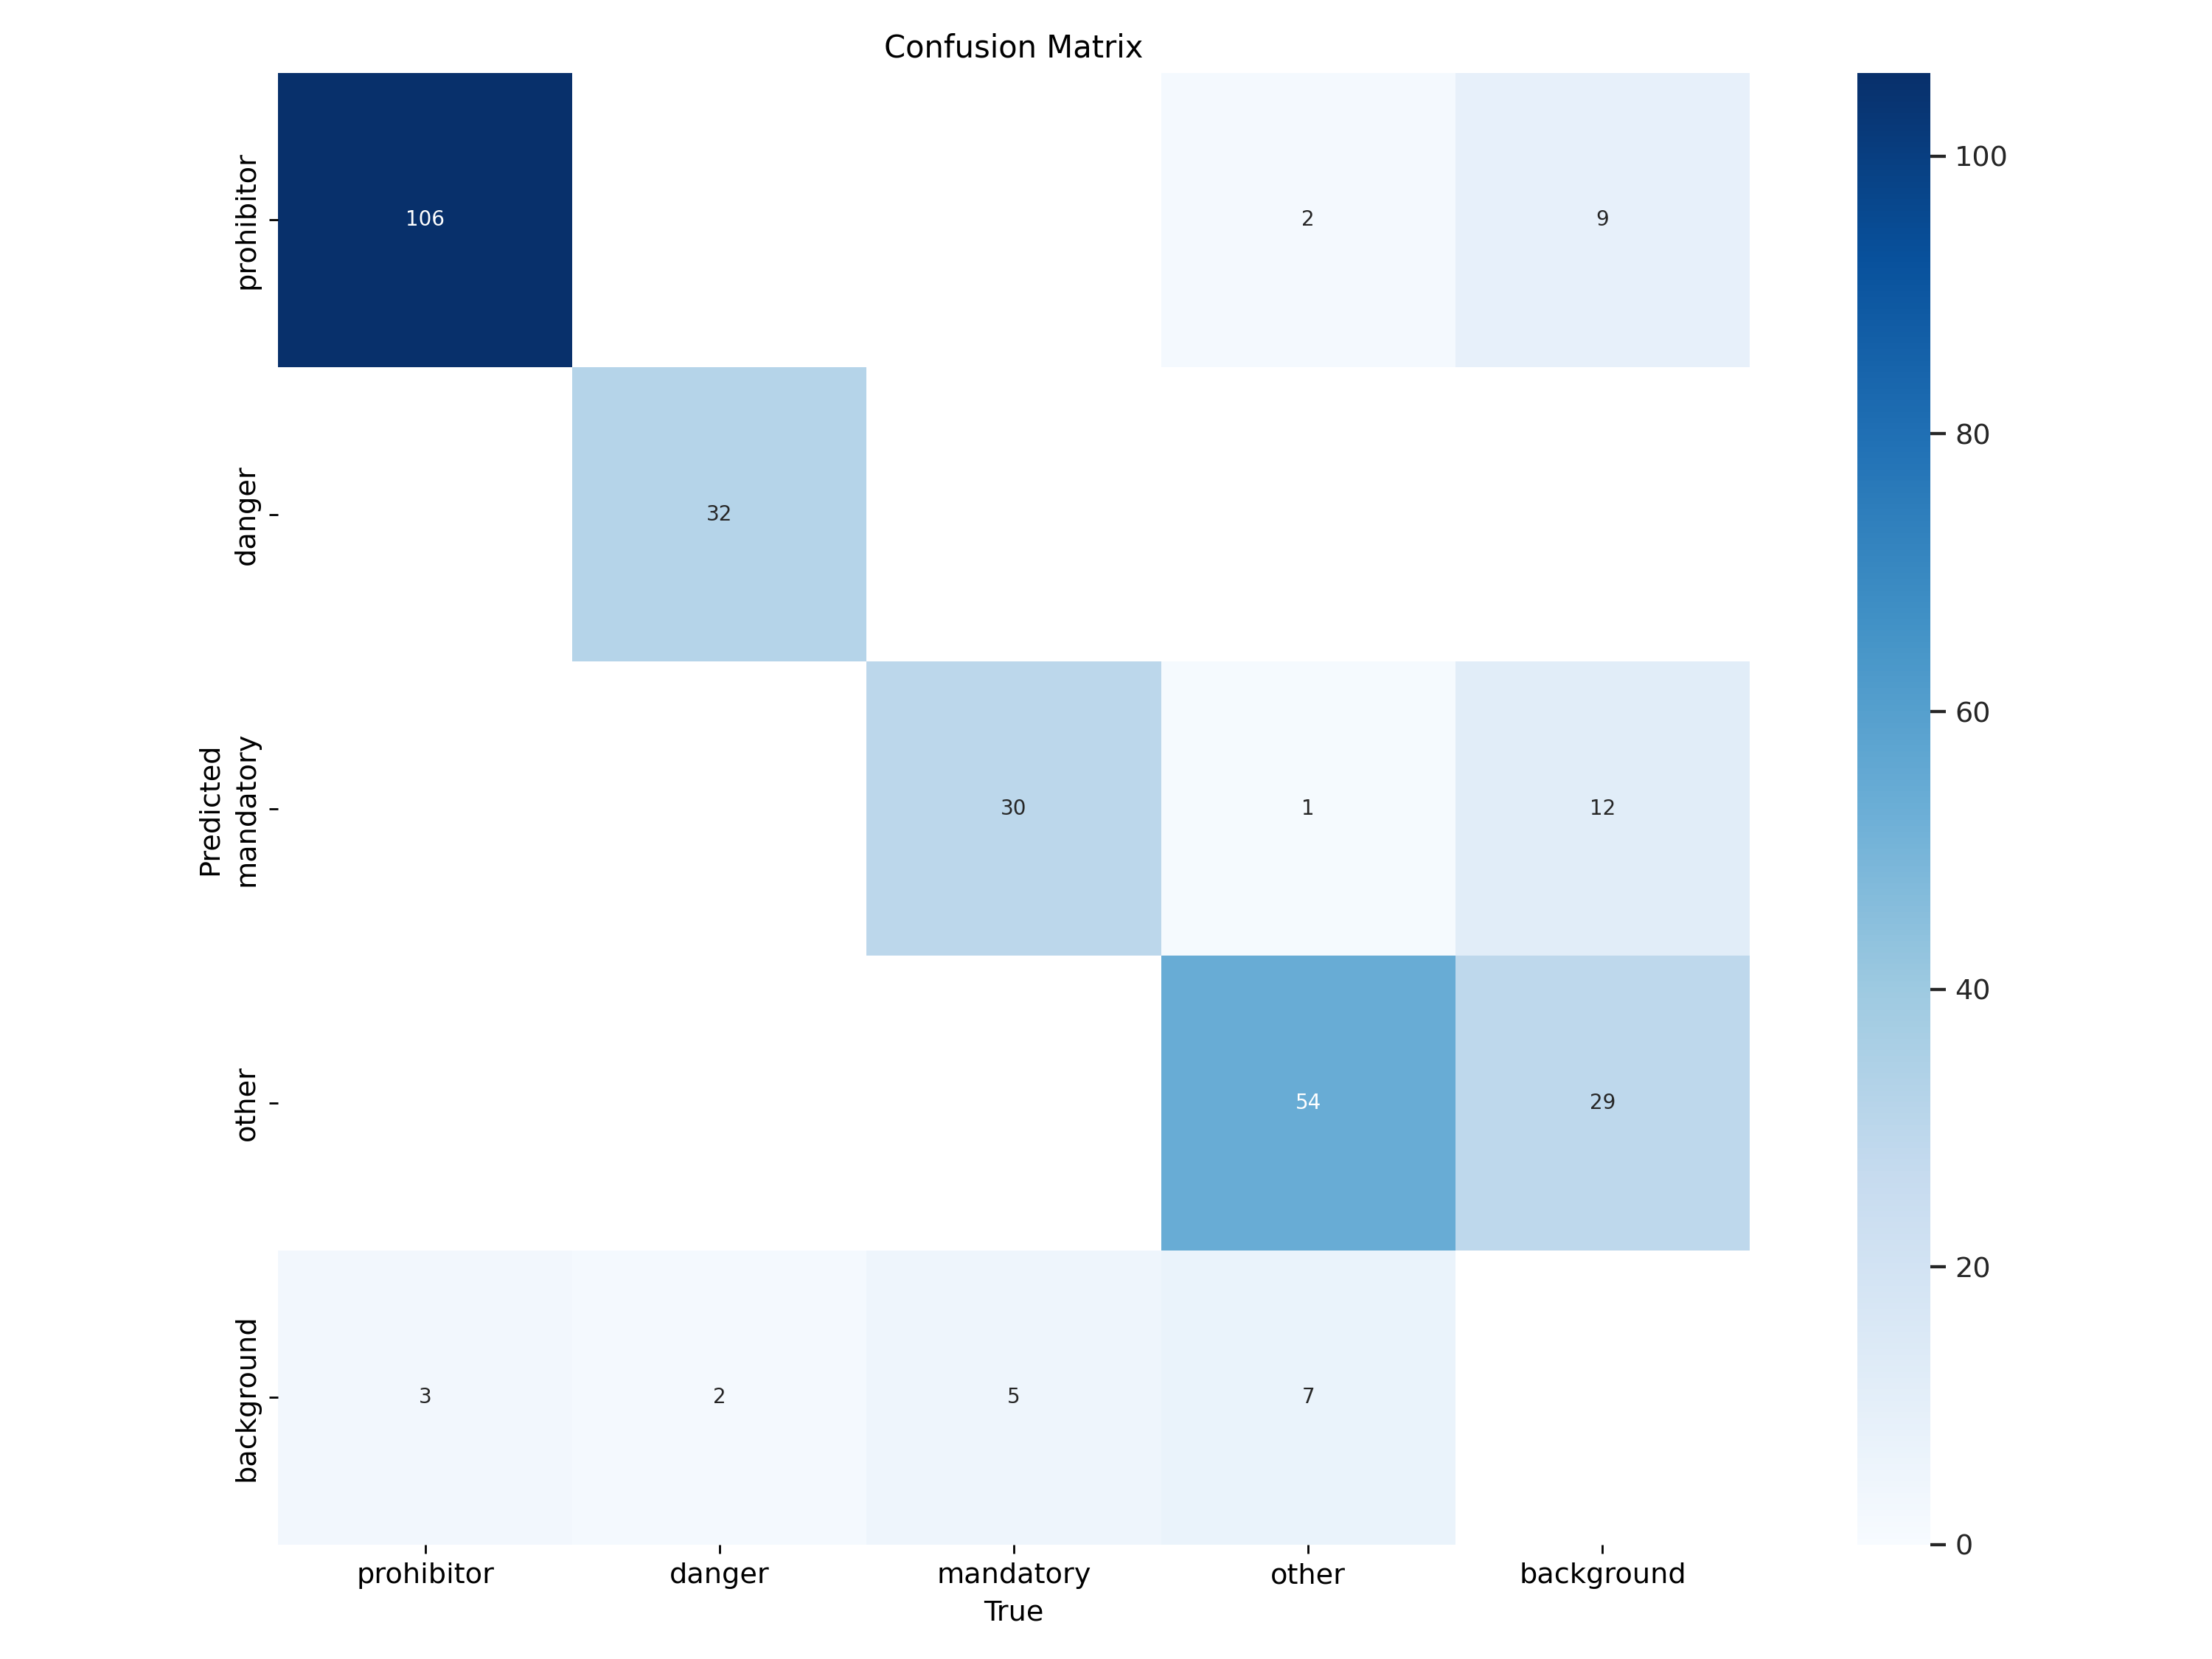 Confusion Matrix
prohibitor
106
2
9
danger
32
Predicted
mandatory
30
1
12
other
54
29
background
3
2
5
7
prohibitor
danger
mandatory
other
background
True
100
80
60
40
20
0